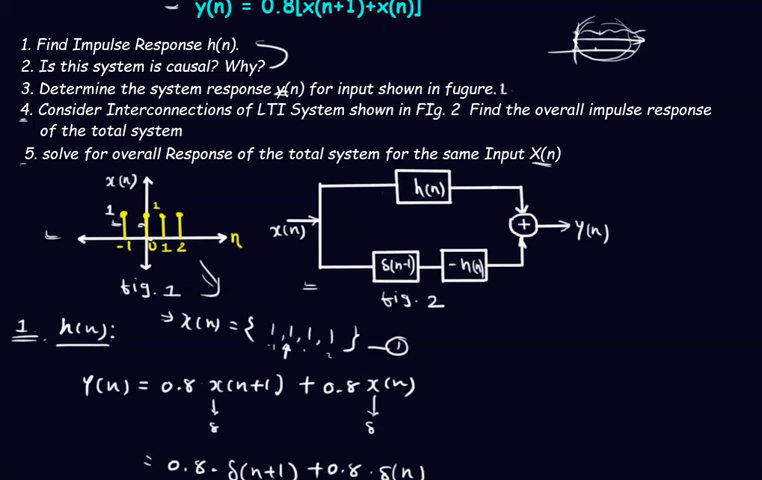 y(n) = 0.8[x(n+1)+x(n)]
1. Find Impulse Response h(n).
2. Is this system is causal? Why?
3. Determine the system response y(n) for input shown in fugure.1
4. Consider Interconnections of LTI System shown in FIg. 2 Find the overall impulse response
of the total system
5. solve for overall Response of the total system for the same Input X(n)
x(n)
1 1
-1 0 1 2 n
fig. 1
x(n) h(n) + Y(n)
δ(n-1) -h(n)
fig. 2
1. h(n):
⇒ x(n) = { 1, 1, 1, 1 } —①
↑
Y(n) = 0.8 x(n+1) + 0.8 x(n)
↓ ↓
δ δ
= 0.8 . δ(n+1) + 0.8 . δ(n)